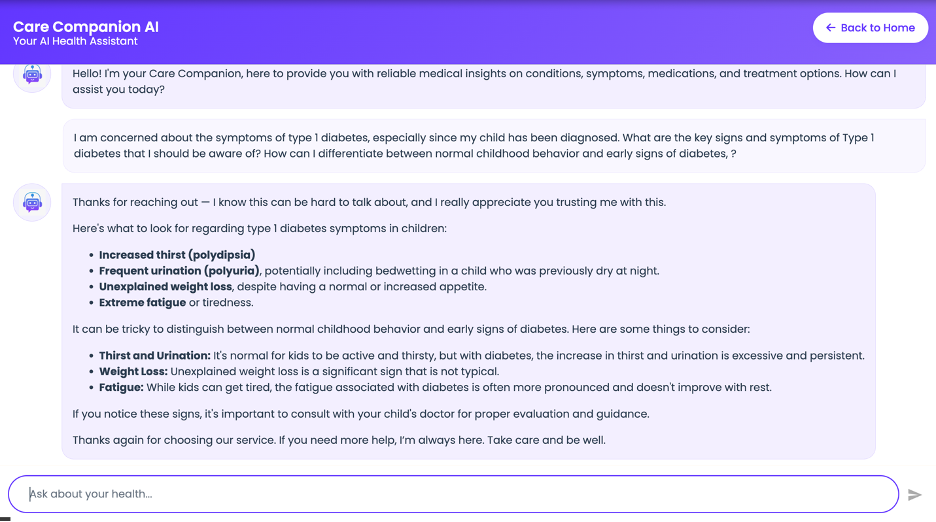 Care Companion AI
Your AI Health Assistant
← Back to Home
Hello! I'm your Care Companion, here to provide you with reliable medical insights on conditions, symptoms, medications, and treatment options. How can I
assist you today?
I am concerned about the symptoms of type 1 diabetes, especially since my child has been diagnosed. What are the key signs and symptoms of Type 1
diabetes that I should be aware of? How can I differentiate between normal childhood behavior and early signs of diabetes, ?
Thanks for reaching out — I know this can be hard to talk about, and I really appreciate you trusting me with this.
Here's what to look for regarding type 1 diabetes symptoms in children:
• Increased thirst (polydipsia)
• Frequent urination (polyuria), potentially including bedwetting in a child who was previously dry at night.
• Unexplained weight loss, despite having a normal or increased appetite.
• Extreme fatigue or tiredness.
It can be tricky to distinguish between normal childhood behavior and early signs of diabetes. Here are some things to consider:
• Thirst and Urination: It's normal for kids to be active and thirsty, but with diabetes, the increase in thirst and urination is excessive and persistent.
• Weight Loss: Unexplained weight loss is a significant sign that is not typical.
• Fatigue: While kids can get tired, the fatigue associated with diabetes is often more pronounced and doesn't improve with rest.
If you notice these signs, it's important to consult with your child's doctor for proper evaluation and guidance.
Thanks again for choosing our service. If you need more help, I'm always here. Take care and be well.
Ask about your health...